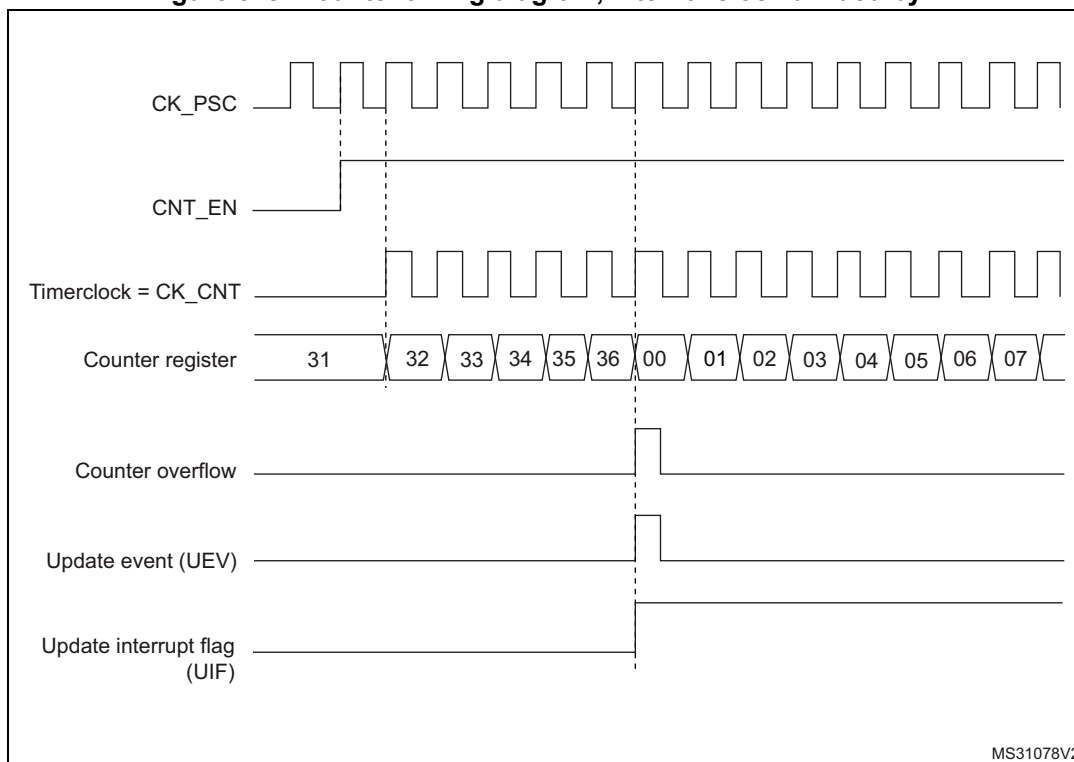 CK_PSC
CNT_EN
Timerclock = CK_CNT
Counter register 31 32 33 34 35 36 00 01 02 03 04 05 06 07
Counter overflow
Update event (UEV)
Update interrupt flag
(UIF)
MS31078V2